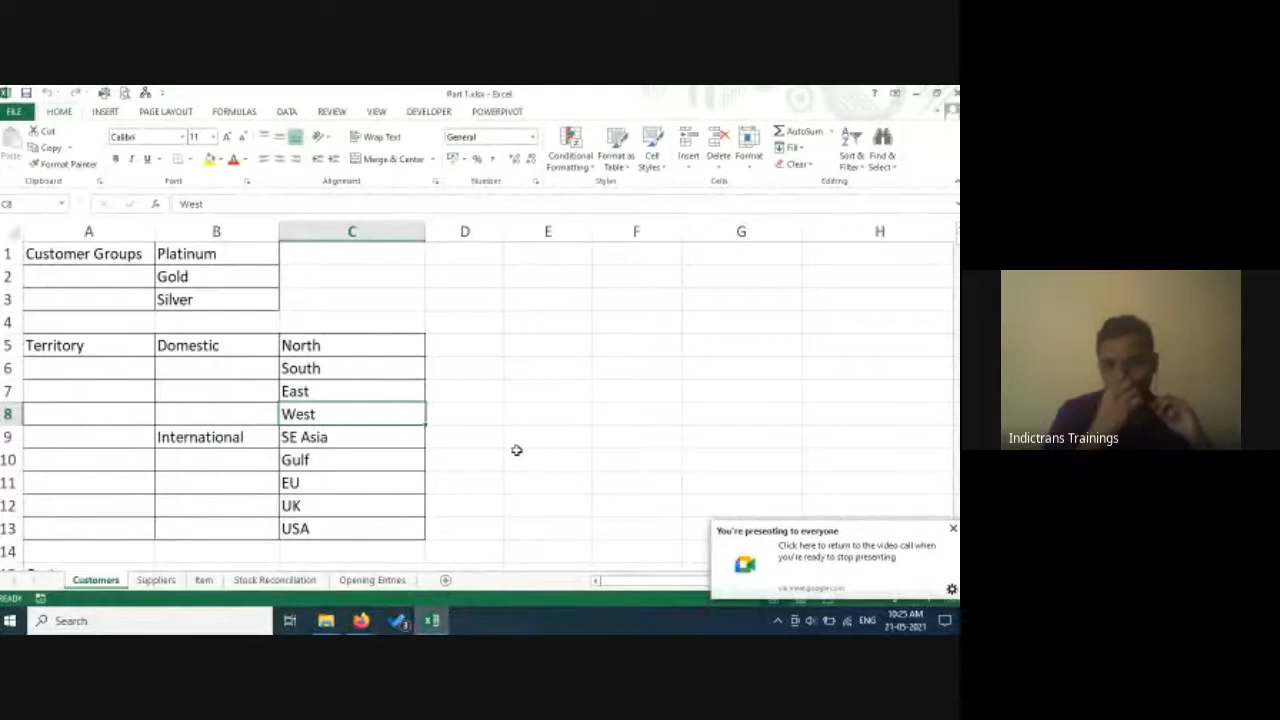 Part 1.xlsx - Excel
FILE HOME INSERT PAGE LAYOUT FORMULAS DATA REVIEW VIEW DEVELOPER POWERPIVOT
Cut
Copy
Format Painter
Paste
Clipboard
Calibri 11
B I U
Font
Wrap Text
Merge & Center
Alignment
General
%
Number
Conditional Formatting
Format as Table
Cell Styles
Styles
Insert Delete Format
Cells
AutoSum
Fill
Clear
Sort & Filter
Find & Select
Editing
C8 fx West
A B C D E F G H
1 Customer Groups Platinum
2 Gold
3 Silver
4
5 Territory Domestic North
6 South
7 East
8 West
9 International SE Asia
10 Gulf
11 EU
12 UK
13 USA
14
You're presenting to everyone
Click here to return to the video call when
you're ready to stop presenting
via meet.google.com
Customers Suppliers Item Stock Reconciliation Opening Entries
READY
Search
ENG
10:25 AM
21-05-2021
Indictrans Trainings